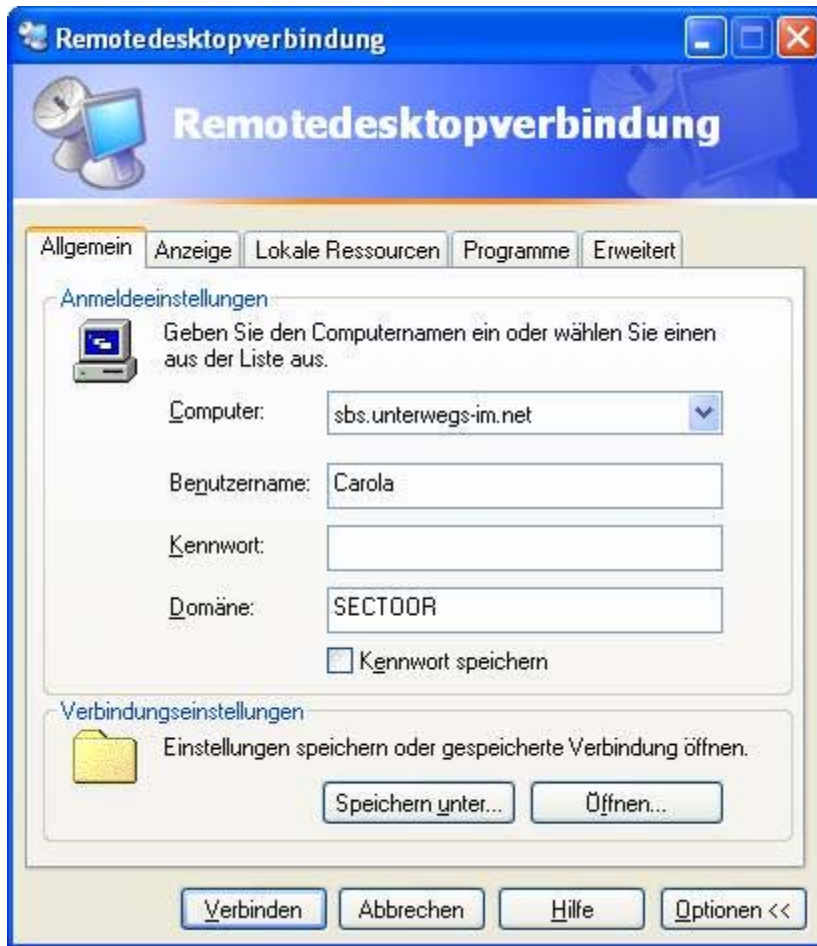 Remotedesktopverbindung
Remotedesktopverbindung
Allgemein Anzeige Lokale Ressourcen Programme Erweitert
Anmeldeeinstellungen
Geben Sie den Computernamen ein oder wählen Sie einen
aus der Liste aus.
Computer: sbs.unterwegs-im.net
Benutzername: Carola
Kennwort:
Domäne: SECTOOR
Kennwort speichern
Verbindungseinstellungen
Einstellungen speichern oder gespeicherte Verbindung öffnen.
Speichern unter... Öffnen...
Verbinden Abbrechen Hilfe Optionen <<